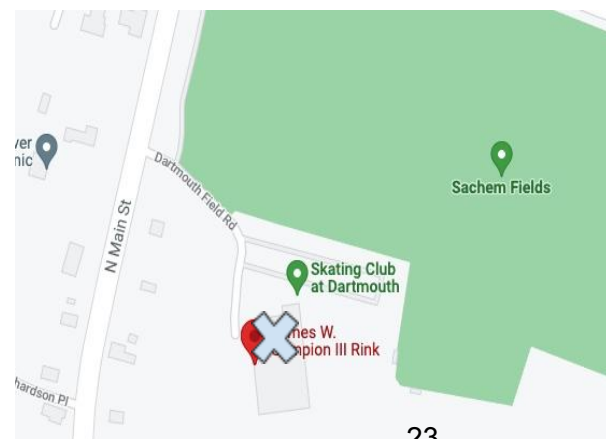 ver
nic
N Main St
Dartmouth Field Rd
Sachem Fields
Skating Club
at Dartmouth
nes W.
mpion III Rink
hardson Pl
23